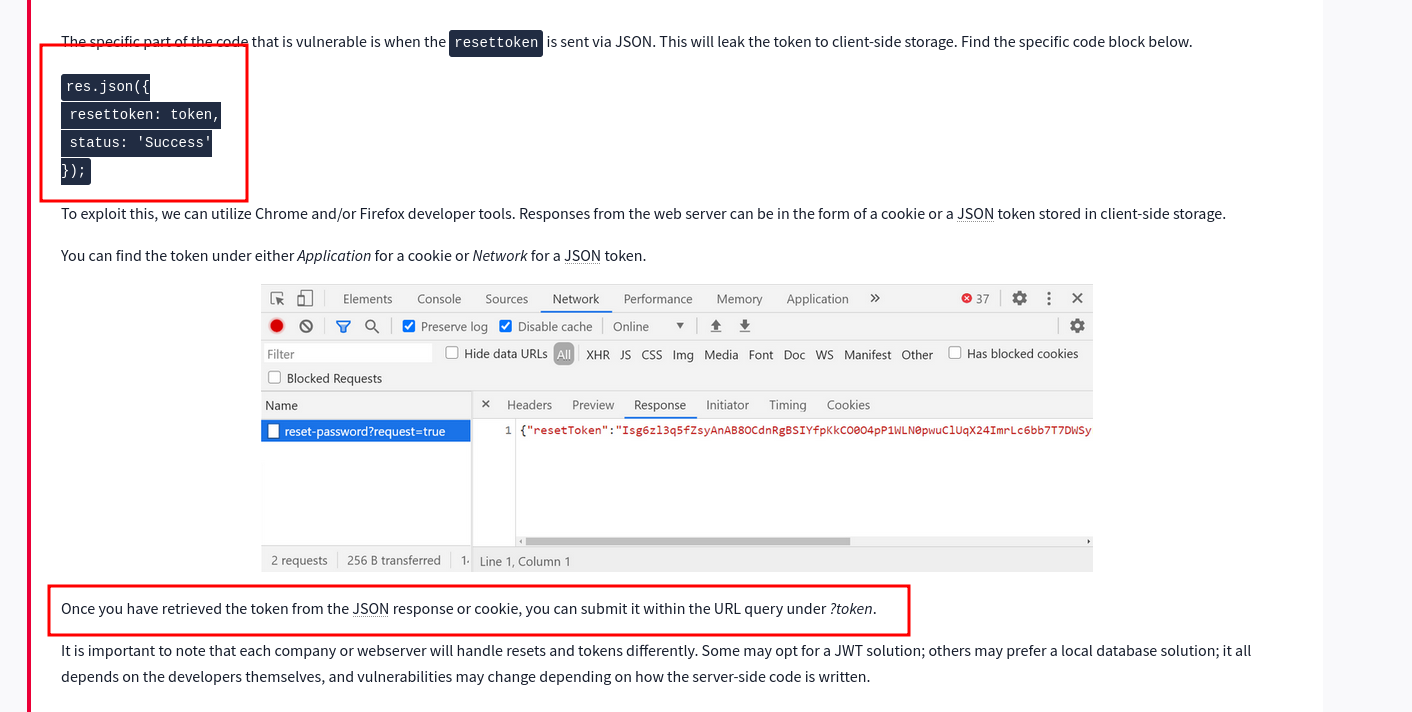 The specific part of the code that is vulnerable is when the resettoken is sent via JSON. This will leak the token to client-side storage. Find the specific code block below.
res.json({
resettoken: token,
status: 'Success'
});
To exploit this, we can utilize Chrome and/or Firefox developer tools. Responses from the web server can be in the form of a cookie or a JSON token stored in client-side storage.
You can find the token under either Application for a cookie or Network for a JSON token.
Elements Console Sources Network Performance Memory Application » 37
Preserve log Disable cache Online
Filter Hide data URLs All XHR JS CSS Img Media Font Doc WS Manifest Other Has blocked cookies
Blocked Requests
Name × Headers Preview Response Initiator Timing Cookies
reset-password?request=true 1 {"resetToken":"Isg6zl3q5fZsyAnAB8OCdnRgBSIYfpKkCO0O4pP1WLN0pwuClUqX24ImrLc6bb7T7DWSy
2 requests 256 B transferred 1 Line 1, Column 1
Once you have retrieved the token from the JSON response or cookie, you can submit it within the URL query under ?token.
It is important to note that each company or webserver will handle resets and tokens differently. Some may opt for a JWT solution; others may prefer a local database solution; it all
depends on the developers themselves, and vulnerabilities may change depending on how the server-side code is written.